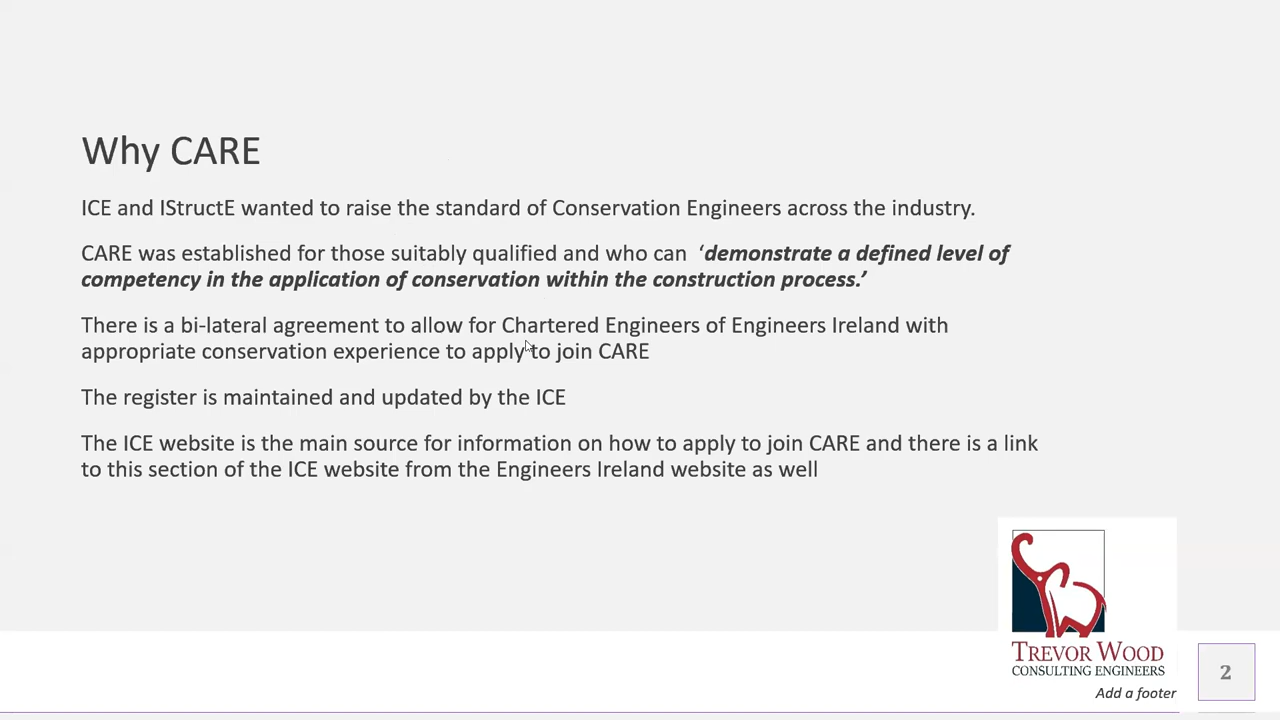 Why CARE
ICE and IStructE wanted to raise the standard of Conservation Engineers across the industry.
CARE was established for those suitably qualified and who can ‘demonstrate a defined level of
competency in the application of conservation within the construction process.’
There is a bi-lateral agreement to allow for Chartered Engineers of Engineers Ireland with
appropriate conservation experience to apply to join CARE
The register is maintained and updated by the ICE
The ICE website is the main source for information on how to apply to join CARE and there is a link
to this section of the ICE website from the Engineers Ireland website as well
TREVOR WOOD
CONSULTING ENGINEERS
Add a footer
2